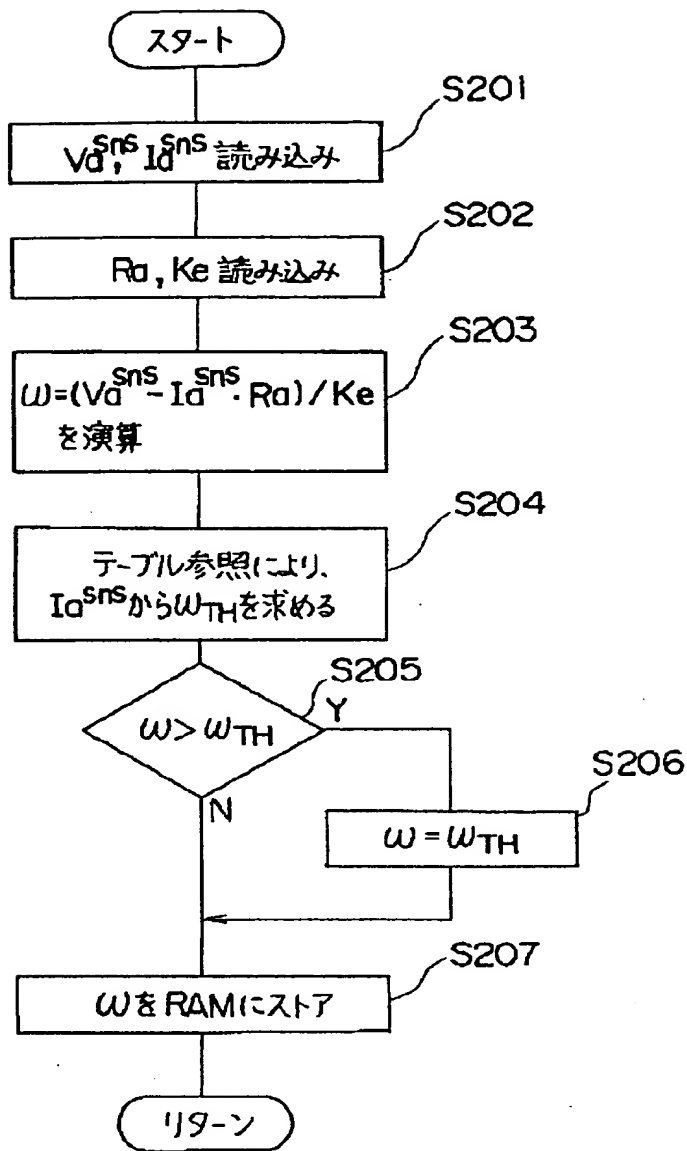 スタート
S201
Va^sns, Ia^sns 読み込み
S202
Ra, Ke 読み込み
S203
ω=(Va^sns-Ia^sns・Ra)/Ke
を演算
S204
テーブル参照により、
Ia^snsからωTHを求める
S205
ω>ωTH
Y
N
S206
ω=ωTH
S207
ωをRAMにストア
リターン